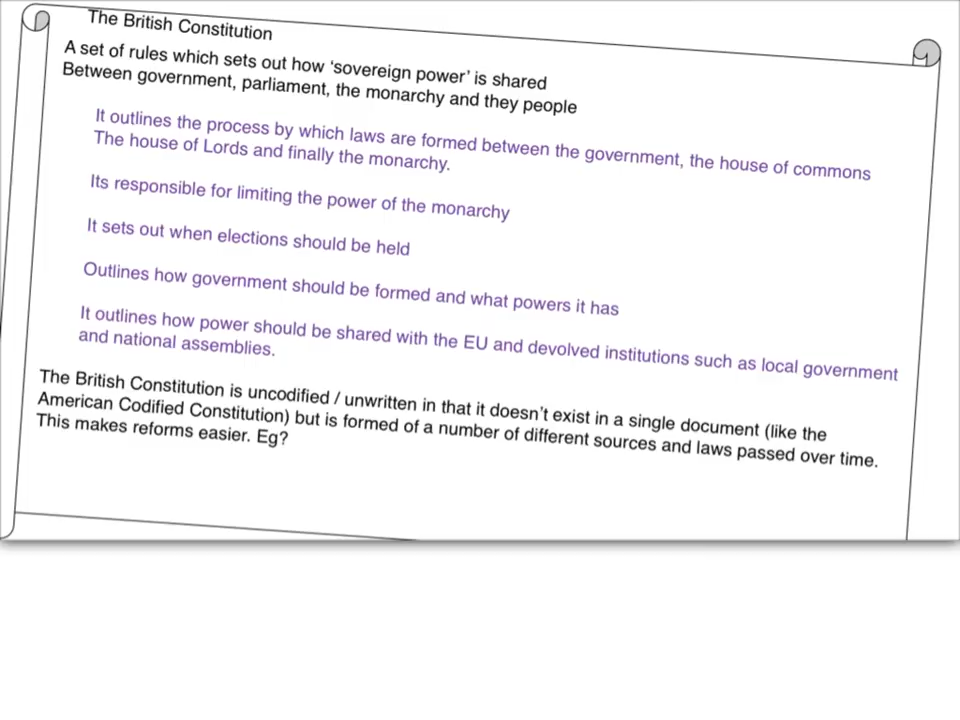 The British Constitution
A set of rules which sets out how ‘sovereign power’ is shared
Between government, parliament, the monarchy and they people
It outlines the process by which laws are formed between the government, the house of commons
The house of Lords and finally the monarchy.
Its responsible for limiting the power of the monarchy
It sets out when elections should be held
Outlines how government should be formed and what powers it has
It outlines how power should be shared with the EU and devolved institutions such as local government
and national assemblies.
The British Constitution is uncodified / unwritten in that it doesn’t exist in a single document (like the
American Codified Constitution) but is formed of a number of different sources and laws passed over time.
This makes reforms easier. Eg?